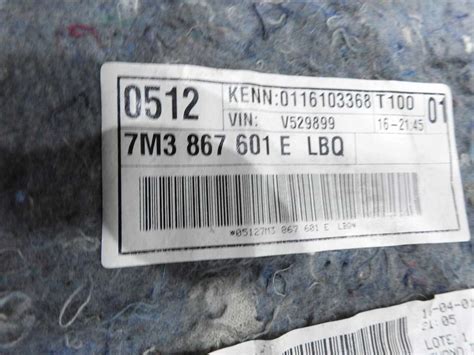 0512 KENN:0116103368 T100 01
VIN: V529899 16-21:45
7M3 867 601 E LBQ
*05127M3 867 601 E LBQ*
21:05
LOTE